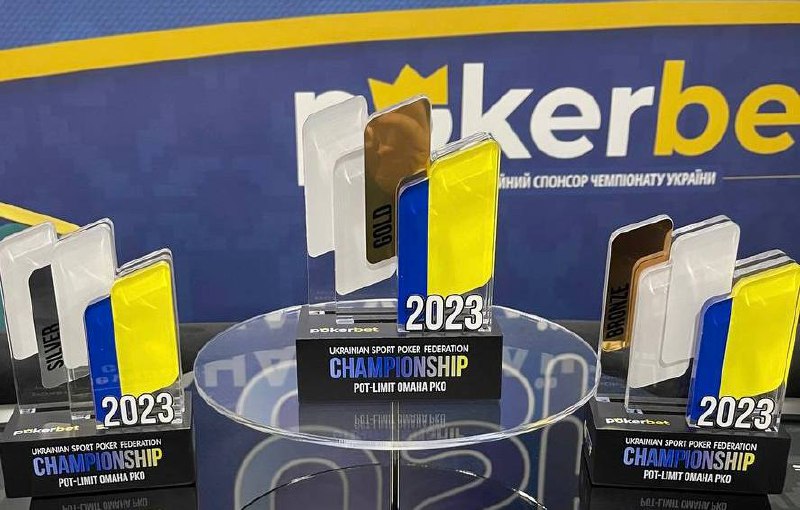 pokerbe
йний спонсор чемпіонату україни
SILVER
2023
pokerbet
UKRAINIAN SPORT POKER FEDERATION
CHAMPIONSHIP
POT-LIMIT OMAHA PKO
GOLD
2023
pokerbet
UKRAINIAN SPORT POKER FEDERATION
CHAMPIONSHIP
POT-LIMIT OMAHA PKO
BRONZE
2023
pokerbet
UKRAINIAN SPORT POKER FEDERATION
CHAMPIONSHIP
POT-LIMIT OMAHA PKO